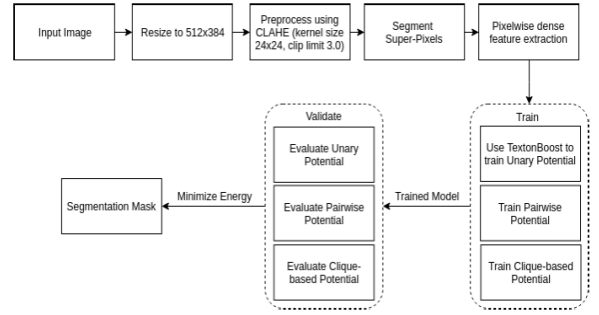 Input Image
Resize to 512x384
Preprocess using
CLAHE (kernel size
24x24, clip limit 3.0)
Segment
Super-Pixels
Pixelwise dense
feature extraction
Validate
Evaluate Unary
Potential
Evaluate Pairwise
Potential
Evaluate Clique-
based Potential
Train
Use TextonBoost to
train Unary Potential
Train Pairwise
Potential
Train Clique-based
Potential
Trained Model
Minimize Energy
Segmentation Mask